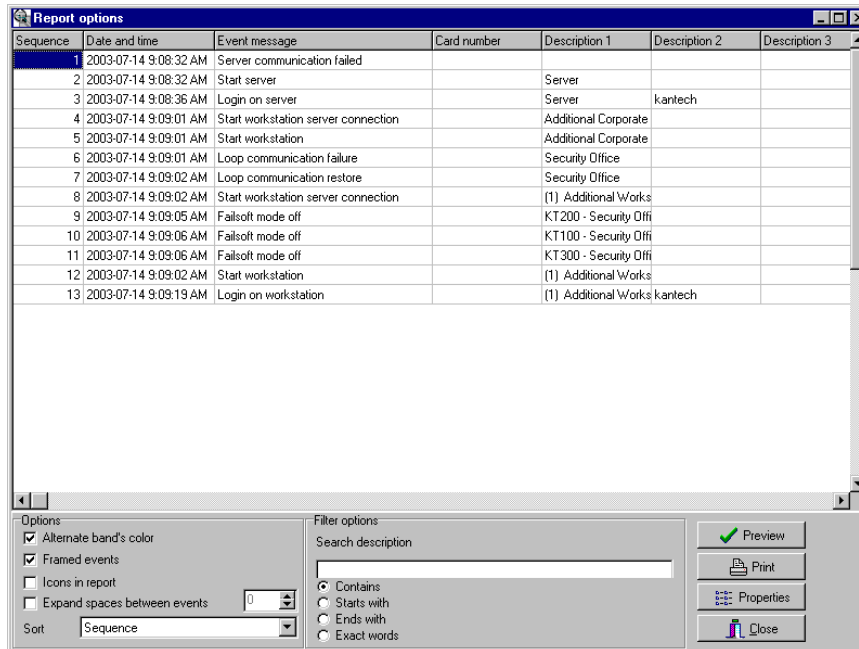 Report options
Sequence Date and time Event message Card number Description 1 Description 2 Description 3
1 2003-07-14 9:08:32 AM Server communication failed
2 2003-07-14 9:08:32 AM Start server Server
3 2003-07-14 9:08:36 AM Login on server Server kantech
4 2003-07-14 9:09:01 AM Start workstation server connection Additional Corporate
5 2003-07-14 9:09:01 AM Start workstation Additional Corporate
6 2003-07-14 9:09:01 AM Loop communication failure Security Office
7 2003-07-14 9:09:02 AM Loop communication restore Security Office
8 2003-07-14 9:09:02 AM Start workstation server connection (1) Additional Works
9 2003-07-14 9:09:05 AM Failsoft mode off KT200 - Security Offi
10 2003-07-14 9:09:06 AM Failsoft mode off KT100 - Security Offi
11 2003-07-14 9:09:06 AM Failsoft mode off KT300 - Security Offi
12 2003-07-14 9:09:02 AM Start workstation (1) Additional Works
13 2003-07-14 9:09:19 AM Login on workstation (1) Additional Works kantech
Options
Alternate band's color
Framed events
Icons in report
Expand spaces between events 0
Sort Sequence
Filter options
Search description
Contains
Starts with
Ends with
Exact words
Preview
Print
Properties
Close